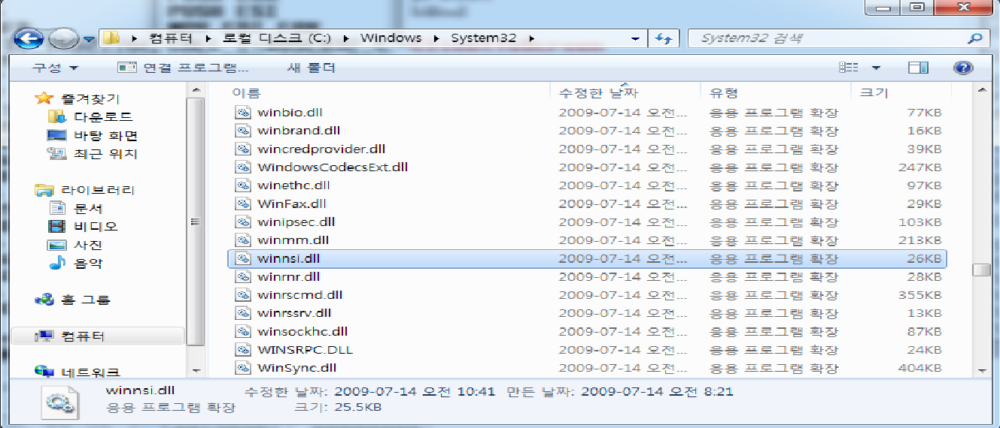 PUSH ESI
컴퓨터 ▸ 로컬 디스크 (C:) ▸ Windows ▸ System32 ▸
System32 검색
구성 연결 프로그램... 새 폴더
즐겨찾기
다운로드
바탕 화면
최근 위치
라이브러리
문서
비디오
사진
음악
홈 그룹
컴퓨터
네트워크
이름 수정한 날짜 유형 크기
winbio.dll 2009-07-14 오전... 응용 프로그램 확장 77KB
winbrand.dll 2009-07-14 오전... 응용 프로그램 확장 16KB
wincredprovider.dll 2009-07-14 오전... 응용 프로그램 확장 39KB
WindowsCodecsExt.dll 2009-07-14 오전... 응용 프로그램 확장 247KB
winethc.dll 2009-07-14 오전... 응용 프로그램 확장 97KB
WinFax.dll 2009-07-14 오전... 응용 프로그램 확장 29KB
winipsec.dll 2009-07-14 오전... 응용 프로그램 확장 103KB
winmm.dll 2009-07-14 오전... 응용 프로그램 확장 213KB
winnsi.dll 2009-07-14 오전... 응용 프로그램 확장 26KB
winrnr.dll 2009-07-14 오전... 응용 프로그램 확장 28KB
winrscmd.dll 2009-07-14 오전... 응용 프로그램 확장 355KB
winrssrv.dll 2009-07-14 오전... 응용 프로그램 확장 13KB
winsockhc.dll 2009-07-14 오전... 응용 프로그램 확장 87KB
WINSRPC.DLL 2009-07-14 오전... 응용 프로그램 확장 24KB
WinSync.dll 2009-07-14 오전... 응용 프로그램 확장 404KB
winnsi.dll 수정한 날짜: 2009-07-14 오전 10:41 만든 날짜: 2009-07-14 오전 8:21
응용 프로그램 확장 크기: 25.5KB